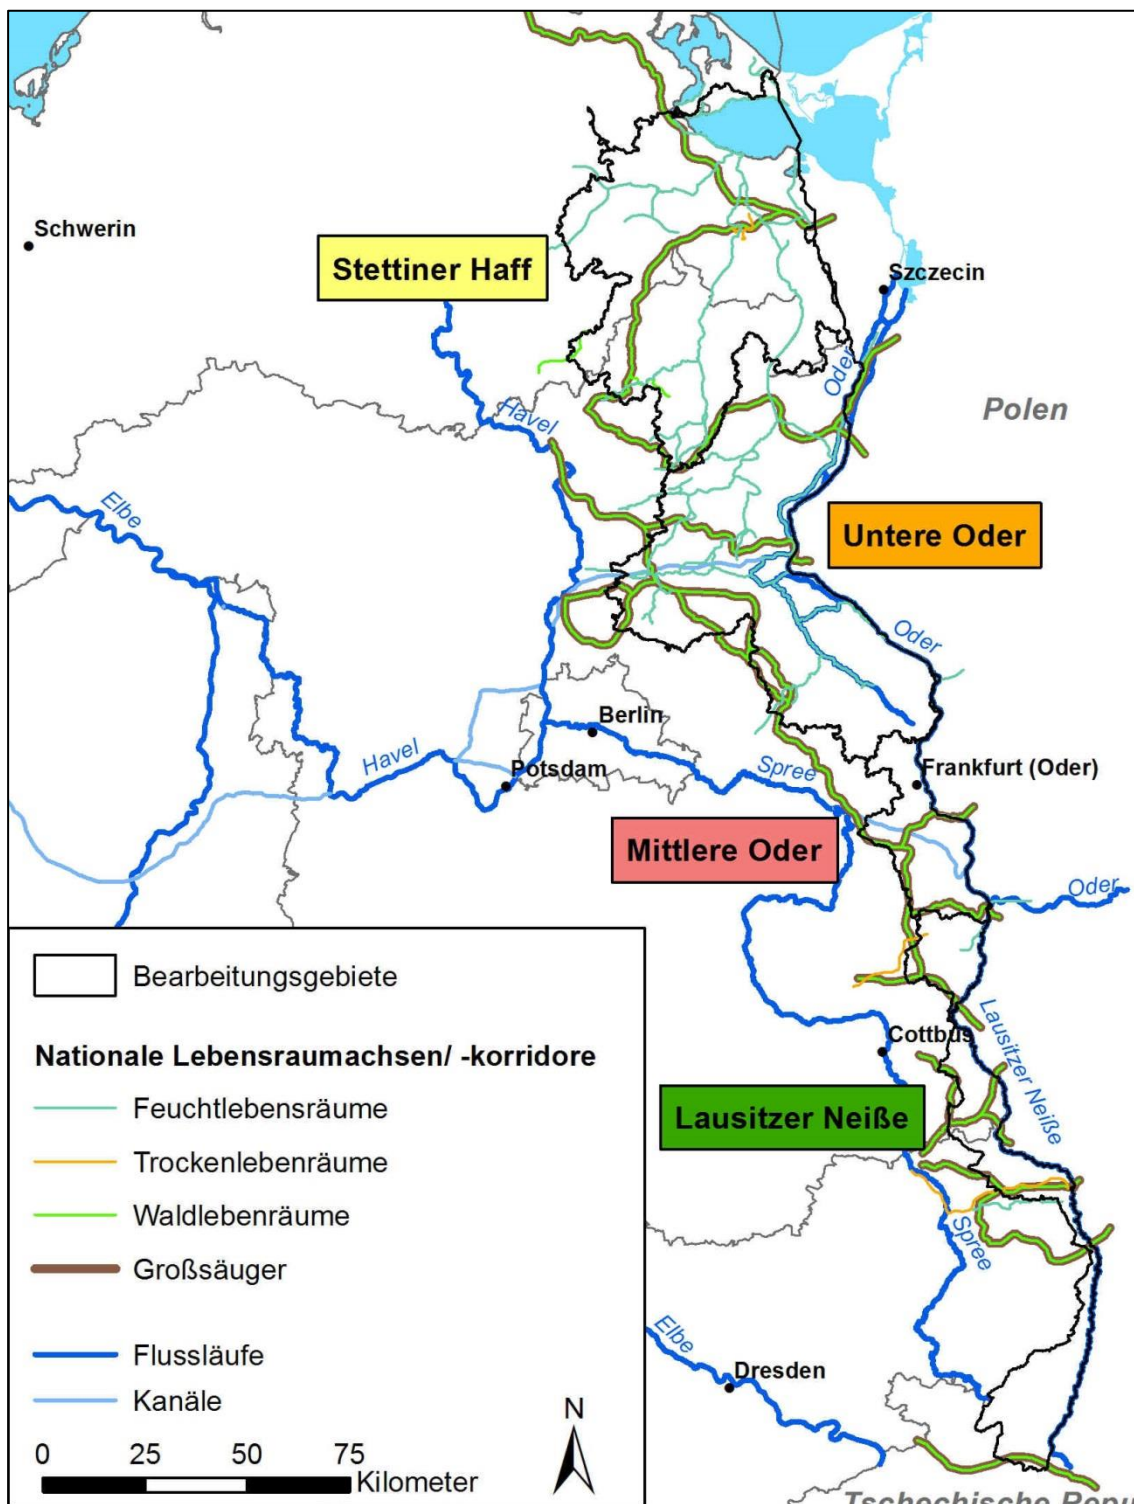 Schwerin
Stettiner Haff
Szczecin
Oder
Polen
Havel
Elbe
Untere Oder
Oder
Berlin
Havel
Potsdam
Spree
Frankfurt (Oder)
Mittlere Oder
Oder
Lausitzer Neiße
Cottbus
Lausitzer Neiße
Spree
Elbe
Dresden
Tschechische Repu
Bearbeitungsgebiete
Nationale Lebensraumachsen/ -korridore
Feuchtlebensräume
Trockenlebenräume
Waldlebenräume
Großsäuger
Flussläufe
Kanäle
N
0 25 50 75
Kilometer